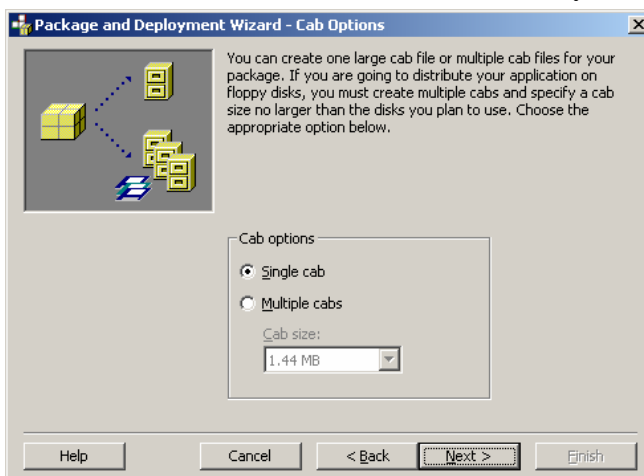 Package and Deployment Wizard - Cab Options
You can create one large cab file or multiple cab files for your
package. If you are going to distribute your application on
floppy disks, you must create multiple cabs and specify a cab
size no larger than the disks you plan to use. Choose the
appropriate option below.
Cab options
Single cab
Multiple cabs
Cab size:
1.44 MB
Help Cancel < Back Next > Finish